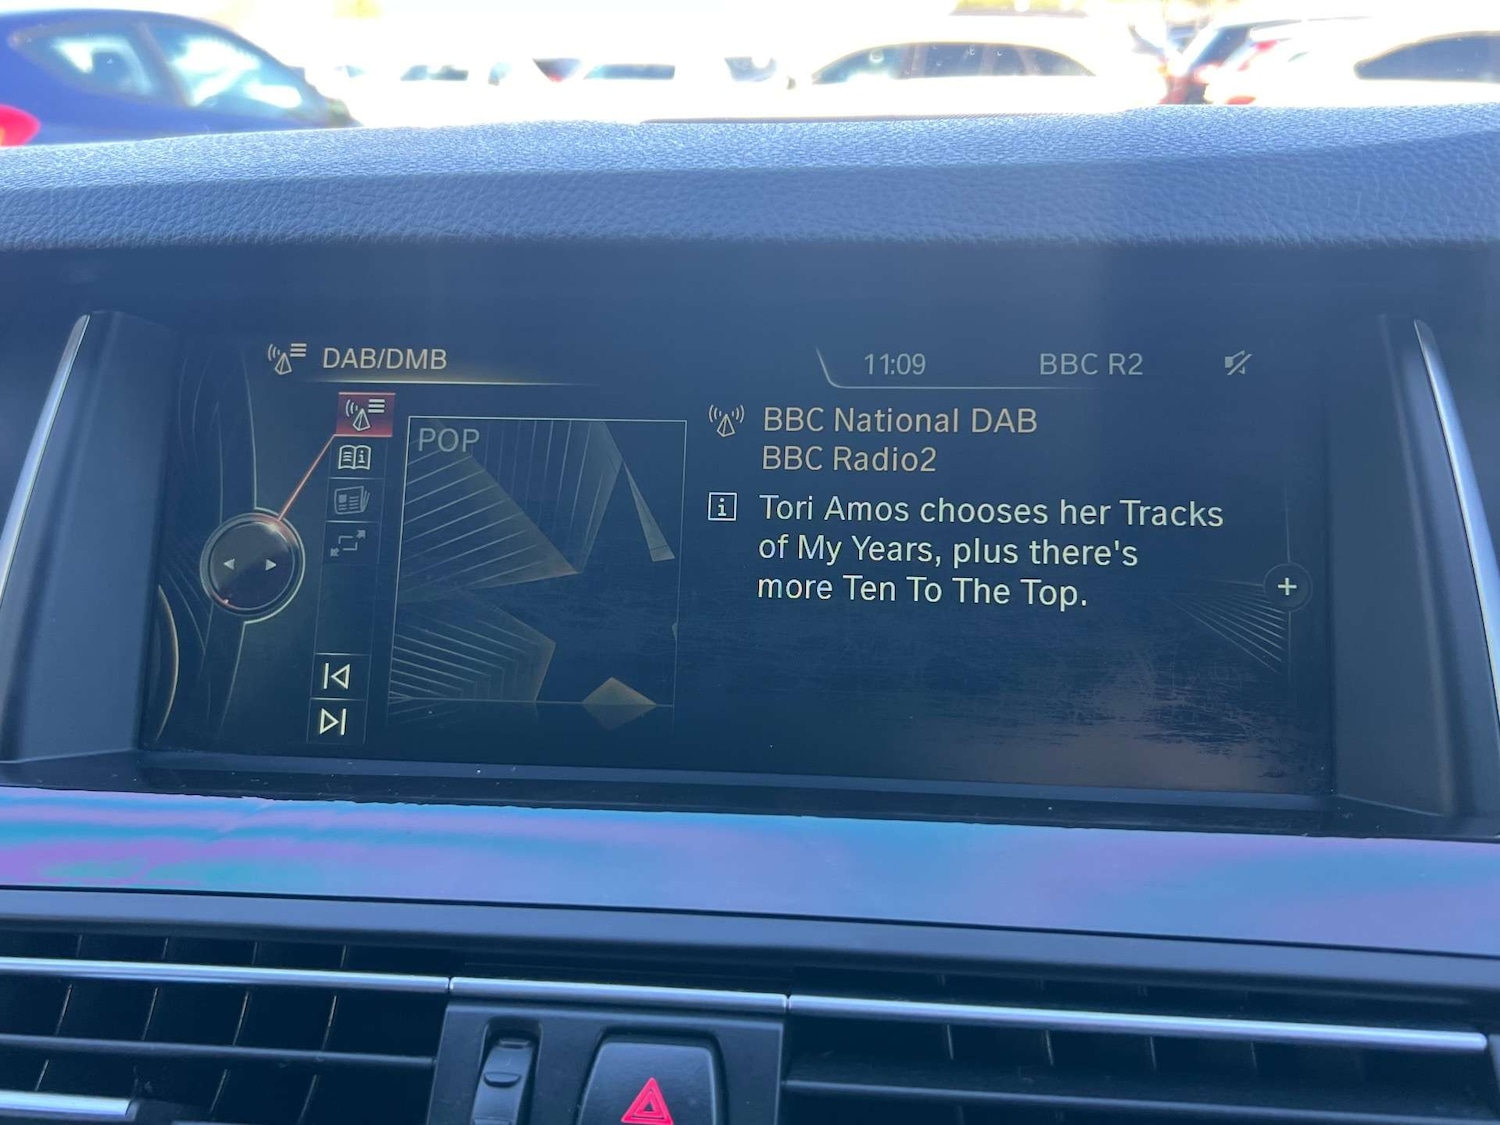 DAB/DMB
11:09
BBC R2
POP
BBC National DAB
BBC Radio2
Tori Amos chooses her Tracks
of My Years, plus there's
more Ten To The Top.